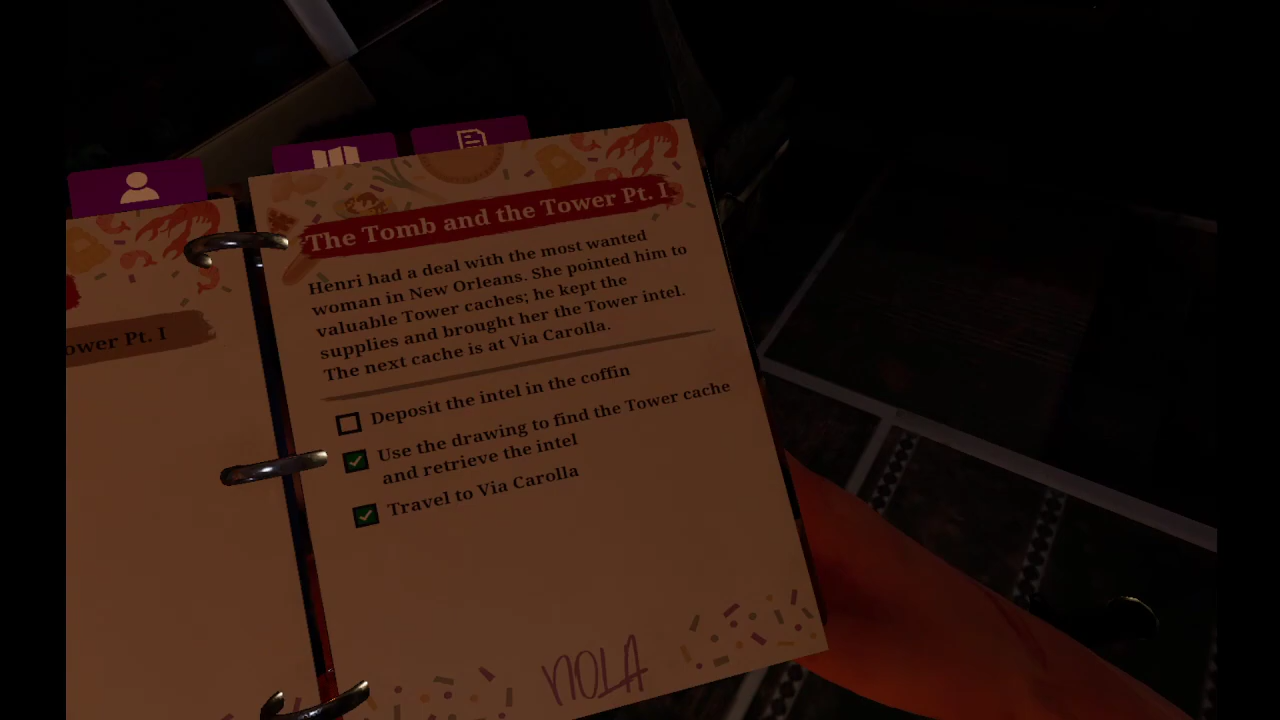 ower Pt. I
The Tomb and the Tower Pt. I
Henri had a deal with the most wanted
woman in New Orleans. She pointed him to
valuable Tower caches; he kept the
supplies and brought her the Tower intel.
The next cache is at Via Carolla.
Deposit the intel in the coffin
Use the drawing to find the Tower cache
and retrieve the intel
Travel to Via Carolla
NOLA